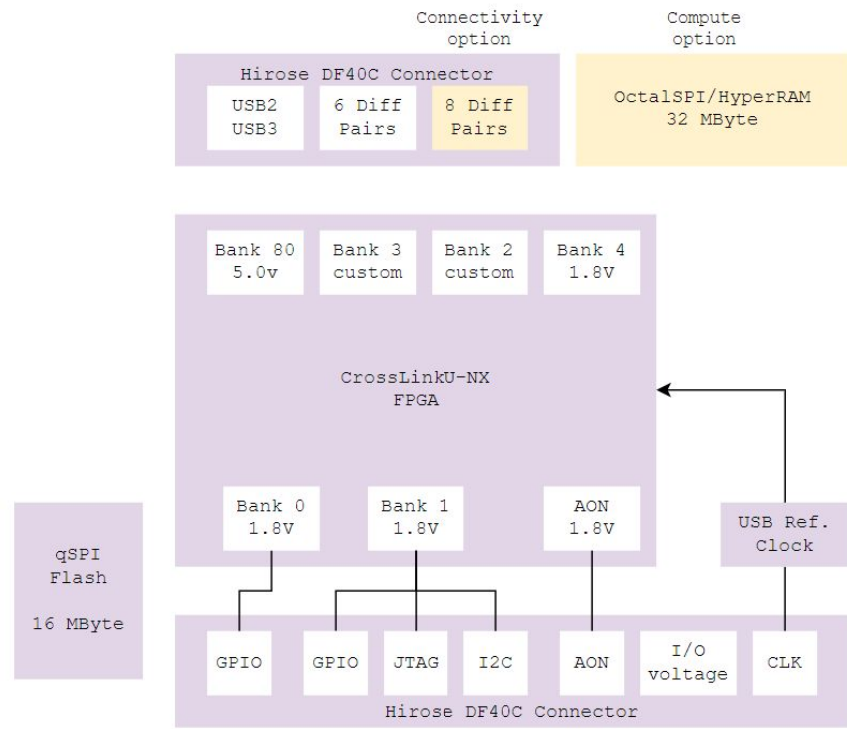 Connectivity
option
Compute
option
Hirose DF40C Connector
USB2
USB3
6 Diff
Pairs
8 Diff
Pairs
OctalSPI/HyperRAM
32 MByte
Bank 80
5.0v
Bank 3
custom
Bank 2
custom
Bank 4
1.8V
CrossLinkU-NX
FPGA
Bank 0
1.8V
Bank 1
1.8V
AON
1.8V
USB Ref.
Clock
qSPI
Flash
16 MByte
GPIO
GPIO
JTAG
I2C
AON
I/O
voltage
CLK
Hirose DF40C Connector